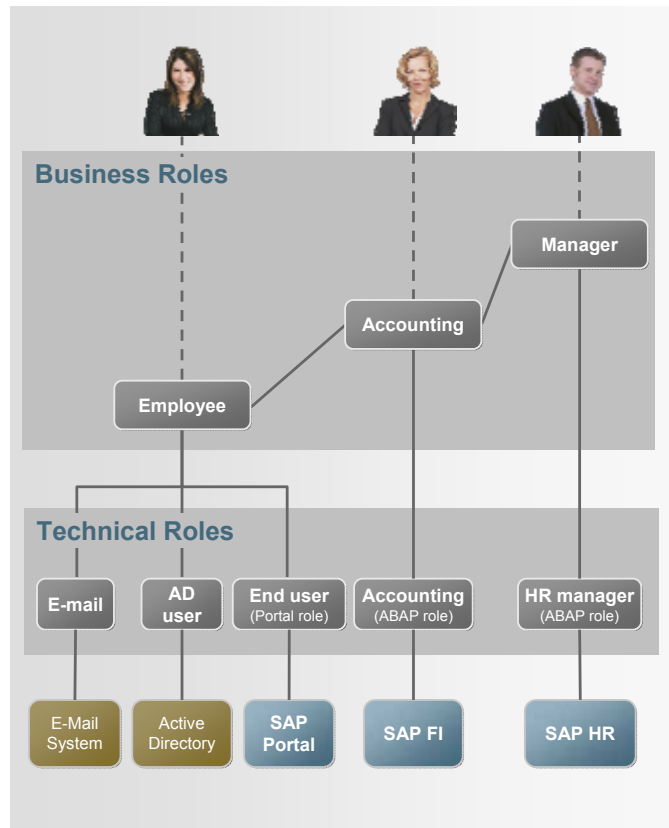 Business Roles
Manager
Accounting
Employee
Technical Roles
E-mail
AD
user
End user
(Portal role)
Accounting
(ABAP role)
HR manager
(ABAP role)
E-Mail
System
Active
Directory
SAP
Portal
SAP FI
SAP HR